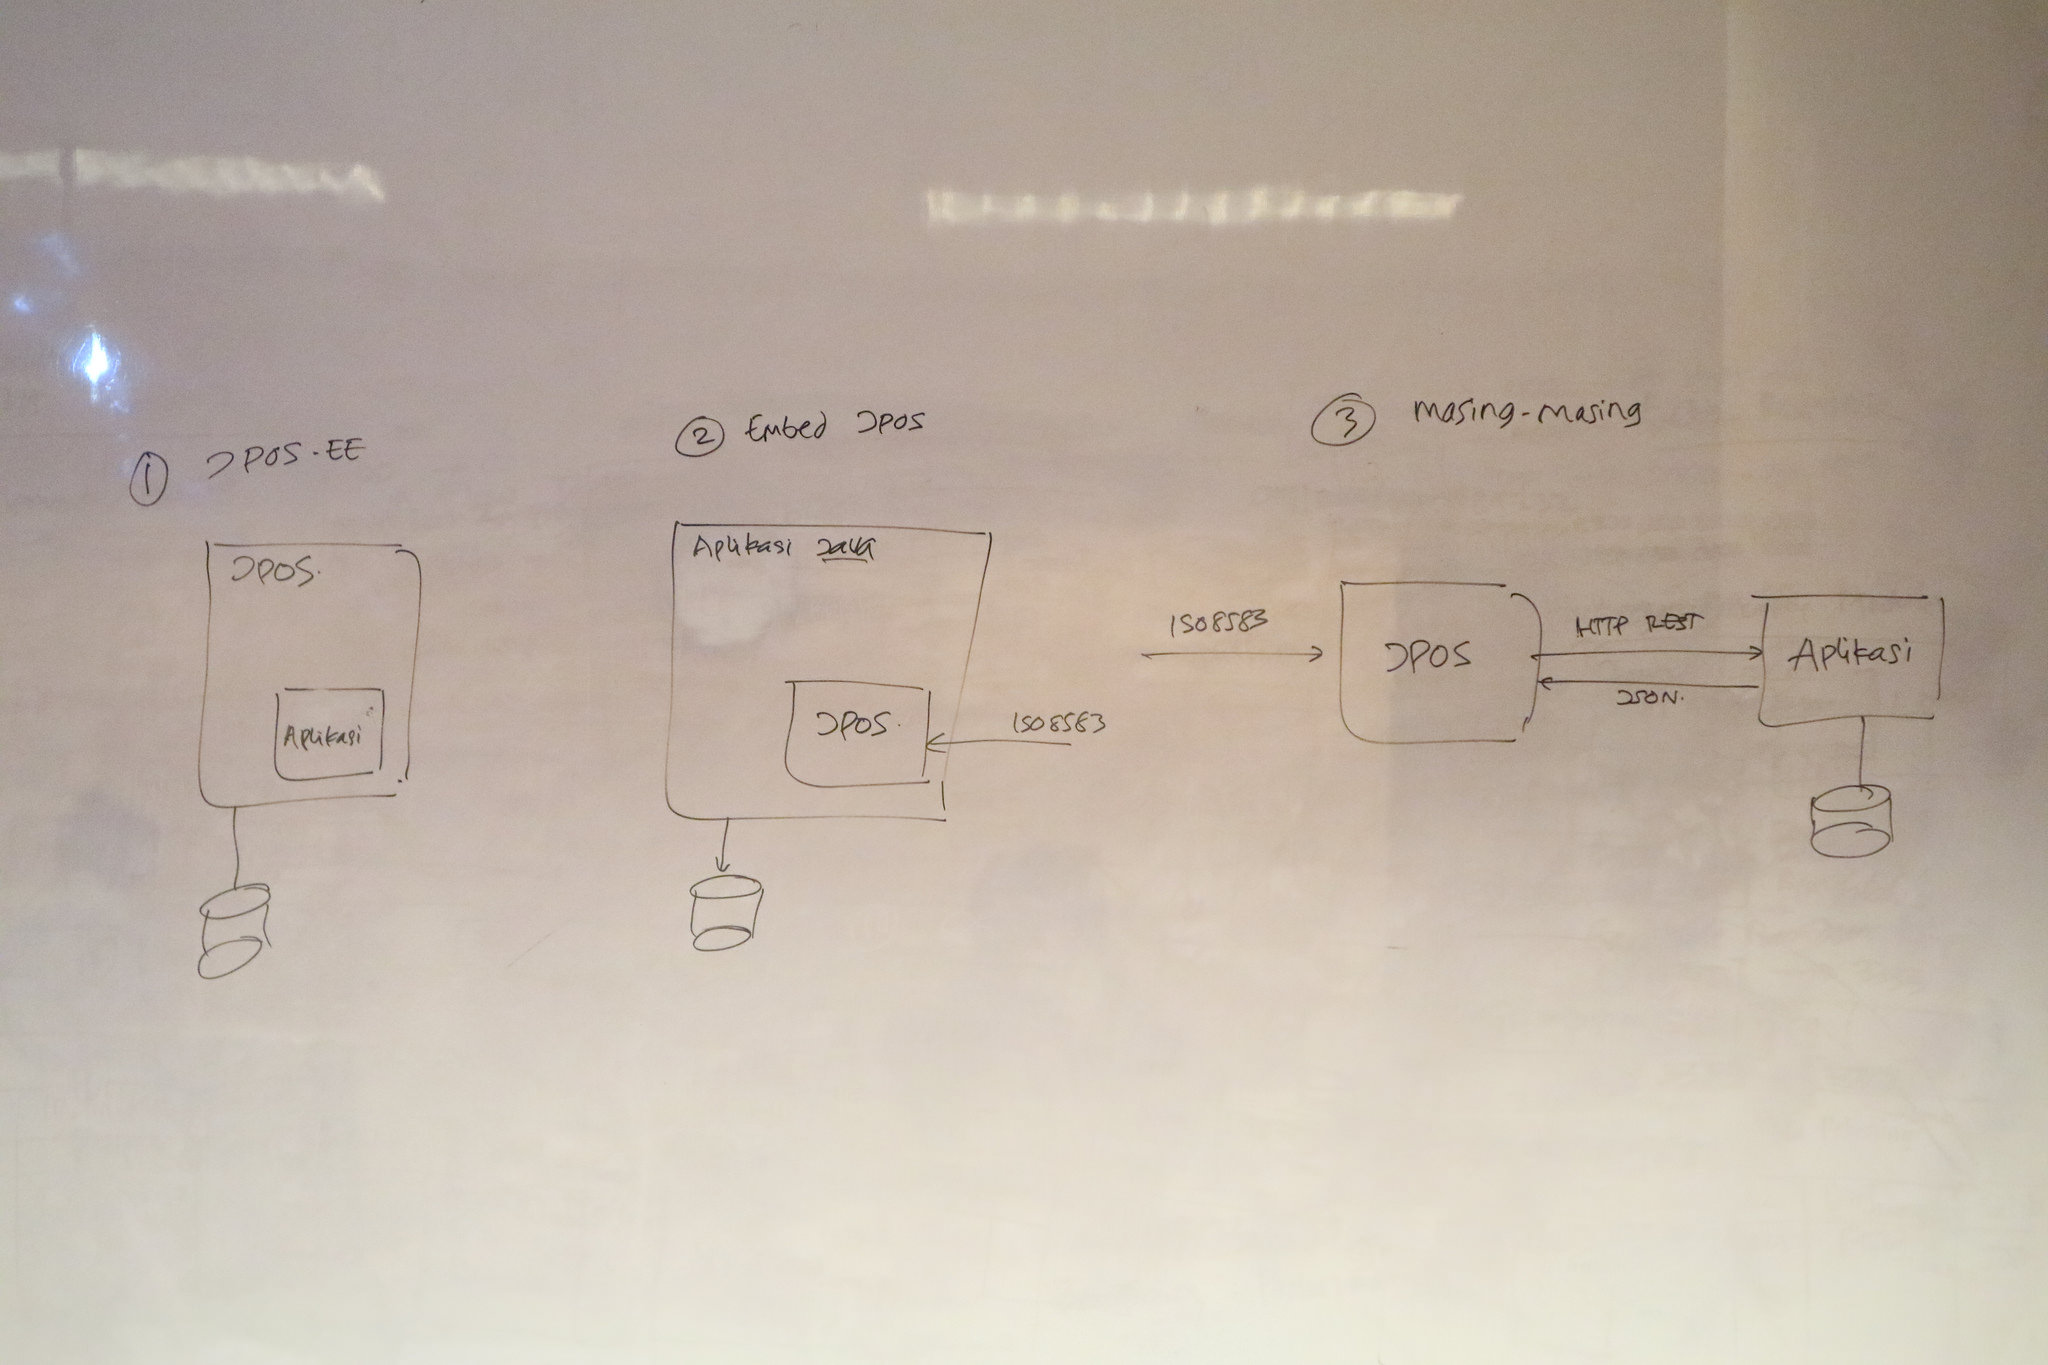 ① JPOS-EE
JPOS.
Aplikasi
② Embed JPOS
Aplikasi Java
JPOS.
ISO8583
③ masing-masing
ISO8583
JPOS
HTTP REST
JSON.
Aplikasi